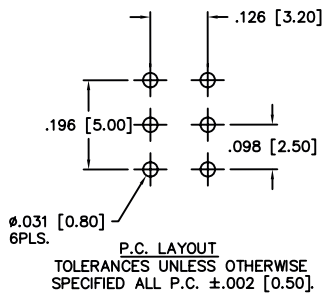 .126 [3.20]
.196 [5.00]
.098 [2.50]
ø.031 [0.80]
6PLS.
P.C. LAYOUT
TOLERANCES UNLESS OTHERWISE
SPECIFIED ALL P.C. ±.002 [0.50].